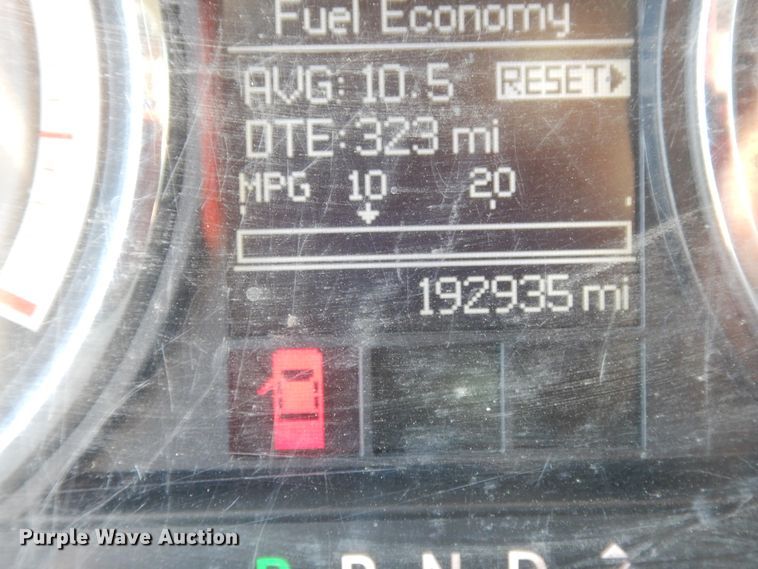 Fuel Economy
AVG: 10.5 RESET
DTE: 323 mi
MPG 10 20
192935 mi
Purple Wave Auction
P R N D